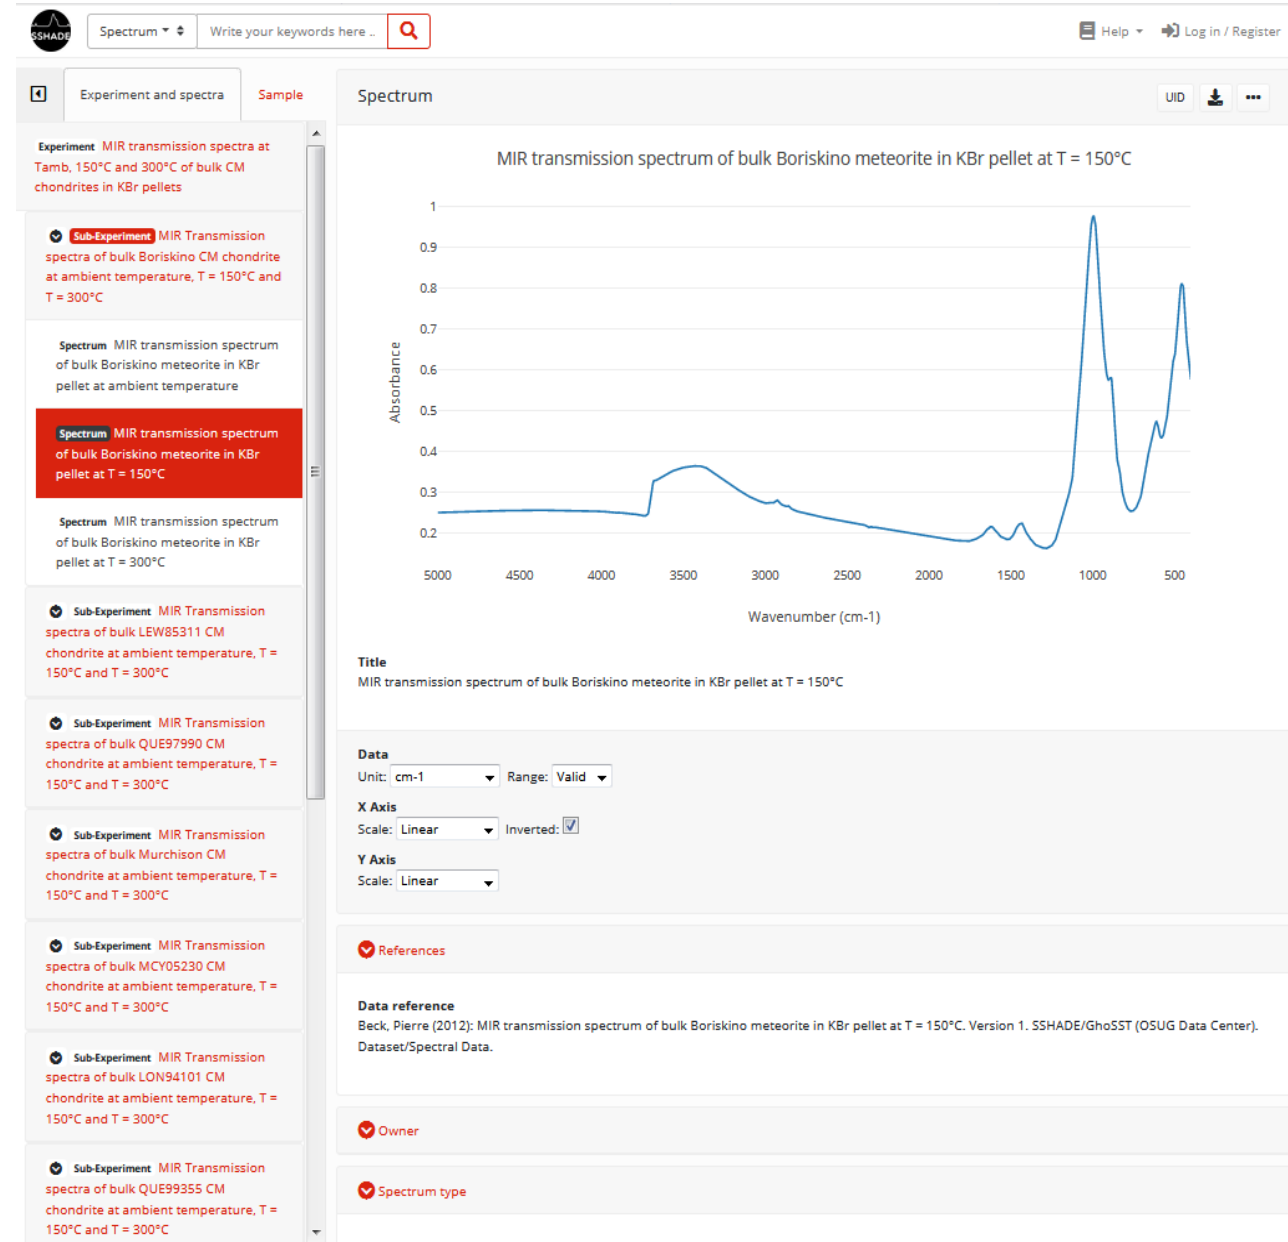 SSHADE
Spectrum
Write your keywords here ..
Help
Log in / Register
Experiment and spectra
Sample
Experiment MIR transmission spectra at
Tamb, 150°C and 300°C of bulk CM
chondrites in KBr pellets
Sub-Experiment MIR Transmission
spectra of bulk Boriskino CM chondrite
at ambient temperature, T = 150°C and
T = 300°C
Spectrum MIR transmission spectrum
of bulk Boriskino meteorite in KBr
pellet at ambient temperature
Spectrum MIR transmission spectrum
of bulk Boriskino meteorite in KBr
pellet at T = 150°C
Spectrum MIR transmission spectrum
of bulk Boriskino meteorite in KBr
pellet at T = 300°C
Sub-Experiment MIR Transmission
spectra of bulk LEW85311 CM
chondrite at ambient temperature, T =
150°C and T = 300°C
Sub-Experiment MIR Transmission
spectra of bulk QUE97990 CM
chondrite at ambient temperature, T =
150°C and T = 300°C
Sub-Experiment MIR Transmission
spectra of bulk Murchison CM
chondrite at ambient temperature, T =
150°C and T = 300°C
Sub-Experiment MIR Transmission
spectra of bulk MCY05230 CM
chondrite at ambient temperature, T =
150°C and T = 300°C
Sub-Experiment MIR Transmission
spectra of bulk LON94101 CM
chondrite at ambient temperature, T =
150°C and T = 300°C
Sub-Experiment MIR Transmission
spectra of bulk QUE99355 CM
chondrite at ambient temperature, T =
150°C and T = 300°C
Spectrum
UID
MIR transmission spectrum of bulk Boriskino meteorite in KBr pellet at T = 150°C
1
0.9
0.8
0.7
0.6
0.5
0.4
0.3
0.2
Absorbance
5000 4500 4000 3500 3000 2500 2000 1500 1000 500
Wavenumber (cm-1)
Title
MIR transmission spectrum of bulk Boriskino meteorite in KBr pellet at T = 150°C
Data
Unit: cm-1 Range: Valid
X Axis
Scale: Linear Inverted:
Y Axis
Scale: Linear
References
Data reference
Beck, Pierre (2012): MIR transmission spectrum of bulk Boriskino meteorite in KBr pellet at T = 150°C. Version 1. SSHADE/GhoSST (OSUG Data Center).
Dataset/Spectral Data.
Owner
Spectrum type